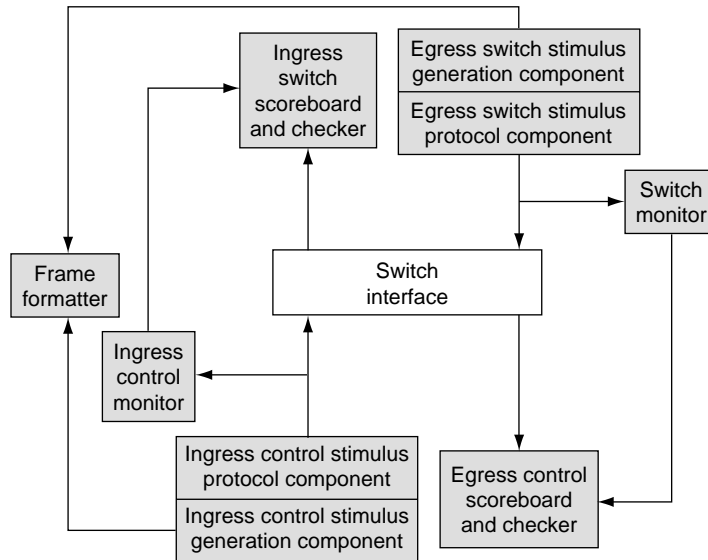 Ingress
switch
scoreboard
and checker
Egress switch stimulus
generation component
Egress switch stimulus
protocol component
Switch
monitor
Frame
formatter
Switch
interface
Ingress
control
monitor
Ingress control stimulus
protocol component
Ingress control stimulus
generation component
Egress control
scoreboard
and checker